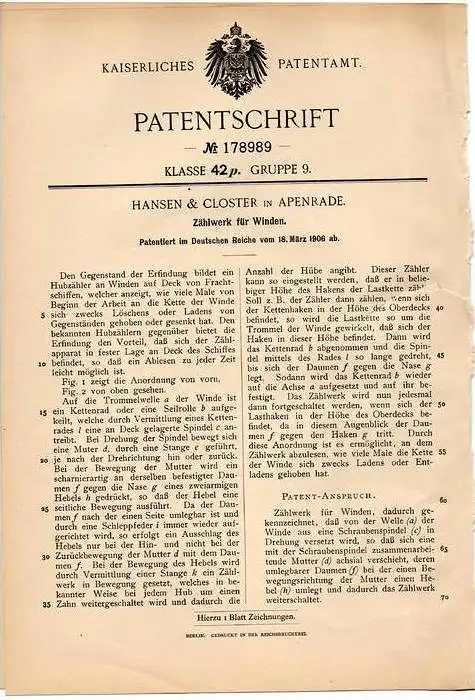 KAISERLICHES PATENTAMT.
PATENTSCHRIFT
— № 178989 —
KLASSE 42p. GRUPPE 9.
HANSEN & CLOSTER IN APENRADE.
Zählwerk für Winden.
Patentiert im Deutschen Reiche vom 18. März 1906 ab.
Den Gegenstand der Erfindung bildet ein
Hubzähler an Winden auf Deck von Fracht-
schiffen, welcher anzeigt, wie viele Male von
Beginn der Arbeit an die Kette der Winde
5 sich zwecks Löschens oder Ladens von
Gegenständen gehoben oder gesenkt hat. Den
bekannten Hubzählern gegenüber bietet die
Erfindung den Vorteil, daß sich der Zähl-
apparat in fester Lage an Deck des Schiffes
10 befindet, so daß ein Ablesen zu jeder Zeit
leicht möglich ist.
Fig. 1 zeigt die Anordnung von vorn,
Fig. 2 von oben gesehen.
Auf die Trommelwelle a der Winde ist
15 ein Kettenrad oder eine Seilrolle b aufge-
keilt, welche durch Vermittlung eines Ketten-
rades l eine an Deck gelagerte Spindel c an-
treibt. Bei Drehung der Spindel bewegt sich
eine Muter d, durch eine Stange e geführt,
20 je nach der Drehrichtung hin oder zurück.
Bei der Bewegung der Mutter wird ein
scharnierartig an derselben befestigter Daumen
f gegen die Nase g eines zweiarmigen
Hebels h gedrückt, so daß der Hebel eine
25 seitliche Bewegung ausführt. Da der Dau-
men f nach der einen Seite umlegbar ist und
durch eine Schleppfeder i immer wieder auf-
gerichtet wird, so erfolgt ein Ausschlag des
Hebels nur bei der Hin- und nicht bei der
30 Zurückbewegung der Mutter d mit dem Dau-
men f. Bei der Bewegung des Hebels wird
durch Vermittlung einer Stange k ein Zähl-
werk in Bewegung gesetzt, welches in be-
kannter Weise bei jedem Hub um einen
35 Zahn weitergeschaltet wird und dadurch die
Anzahl der Hübe angibt. Dieser Zähler
kann so eingestellt werden, daß er in belie-
biger Höhe des Hakens der Lastkette zählt.
Soll z. B. der Zähler dann zählen, wenn sich
der Kettenhaken in der Höhe des Oberdecks 40
befindet, so wird die Lastkette so um die
Trommel der Winde gewickelt, daß sich der
Haken in dieser Höhe befindet. Dann wird
das Kettenrad b abgenommen und die Spin-
del mittels des Rades l so lange gedreht, 45
bis sich der Daumen f gegen die Nase g
legt. Sodann wird das Kettenrad b wieder
auf die Achse a aufgesetzt und auf ihr be-
festigt. Das Zählwerk wird nun jedesmal
dann fortgeschaltet werden, wenn sich der 50
Lasthaken in der Höhe des Oberdecks be-
findet, da in diesem Augenblick der Dau-
men f gegen den Haken g tritt. Durch
diese Anordnung ist es ermöglicht, an dem
Zählwerk abzulesen, wie viele Male die Kette 55
der Winde sich zwecks Ladens oder Ent-
ladens gehoben hat.
PATENT-ANSPRUCH. 60
Zählwerk für Winden, dadurch ge-
kennzeichnet, daß von der Welle (a) der
Winde aus eine Schraubenspindel (c) in
Drehung versetzt wird, so daß sich eine
mit der Schraubenspindel zusammenarbei- 65
tende Mutter (d) achsial verschiebt, deren
umlegbarer Daumen (f) bei der einen Be-
wegungsrichtung der Mutter einen He-
bel (h) umlegt und dadurch das Zählwerk
weiterschaltet. 70
Hierzu 1 Blatt Zeichnungen.
BERLIN. GEDRUCKT IN DER REICHSDRUCKEREI.